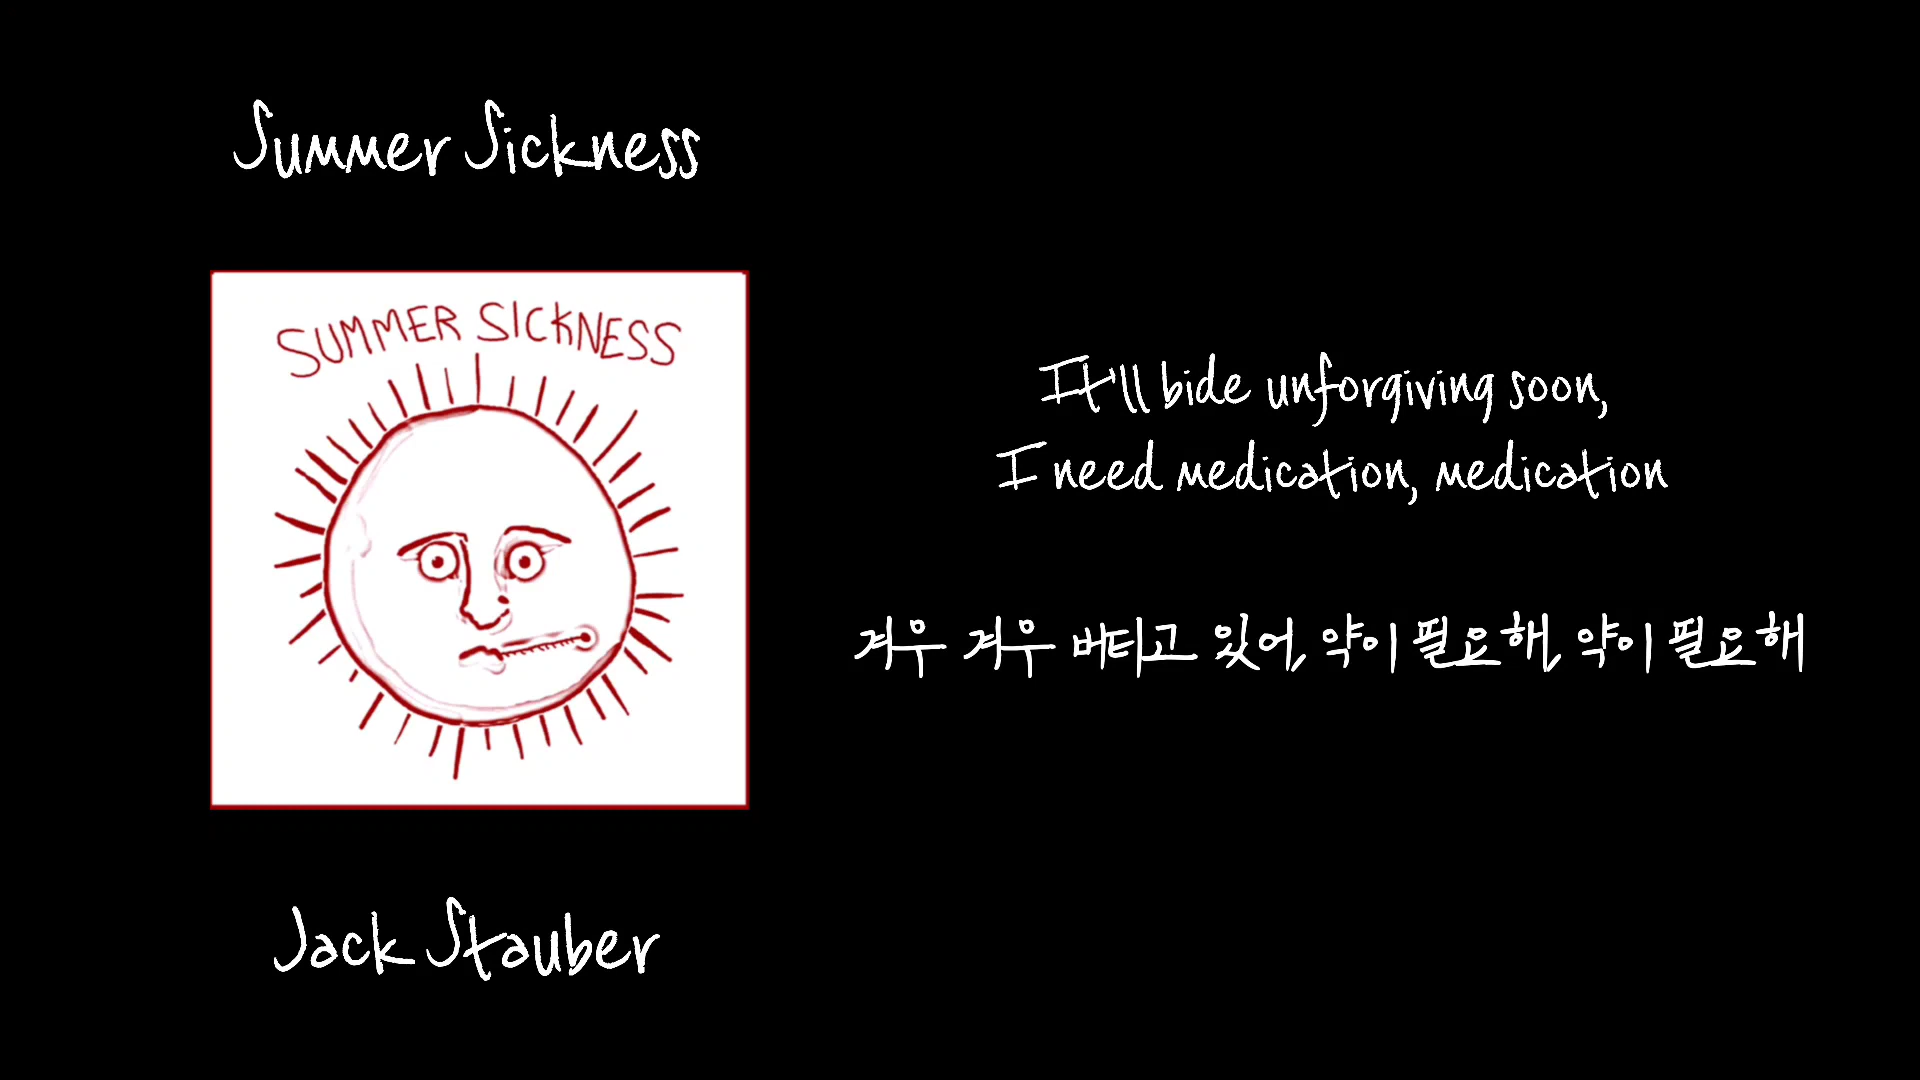 Summer Sickness
SUMMER SICKNESS
It'll bide unforgiving soon,
I need medication, medication
겨우 겨우 버티고 있어, 약이 필요해, 약이 필요해
Jack Stauber